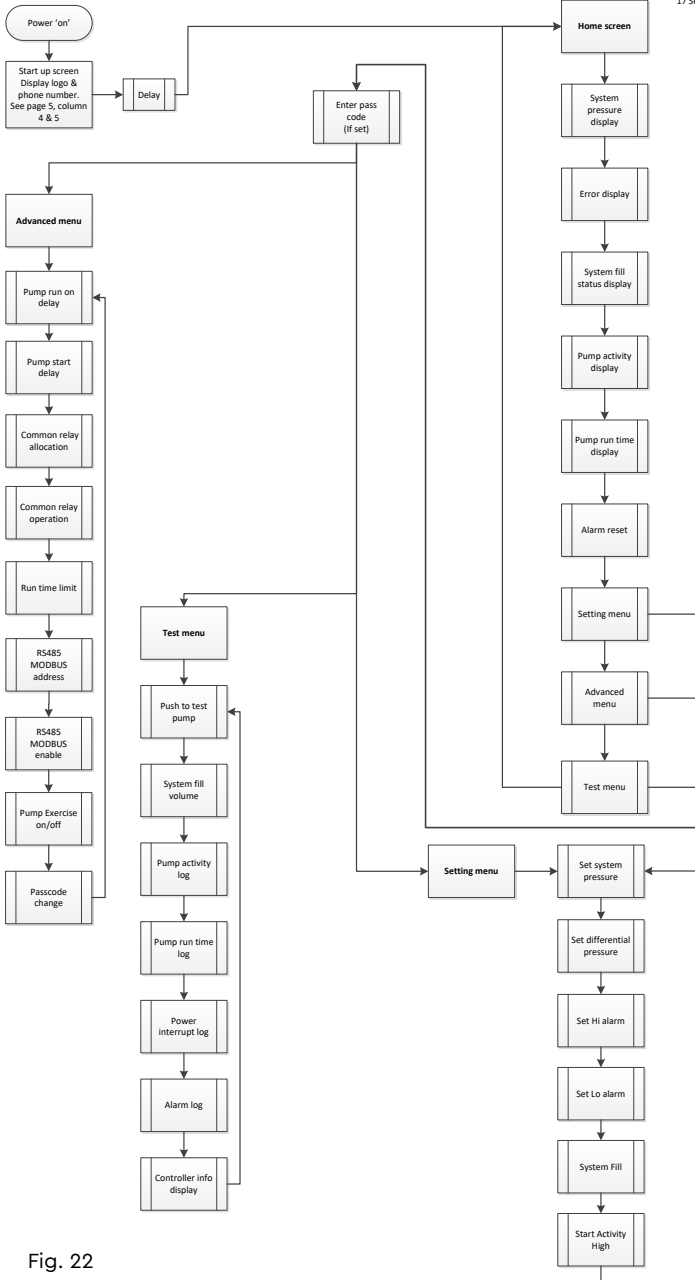 17 Se
Power ‘on’
Start up screen
Display logo &
phone number.
See page 5, column
4 & 5
Delay
Enter pass
code
(If set)
Home screen
System
pressure
display
Error display
System fill
status display
Pump activity
display
Pump run time
display
Alarm reset
Setting menu
Advanced
menu
Test menu
Advanced menu
Pump run on
delay
Pump start
delay
Common relay
allocation
Common relay
operation
Run time limit
RS485
MODBUS
address
RS485
MODBUS
enable
Pump Exercise
on/off
Passcode
change
Test menu
Push to test
pump
System fill
volume
Pump activity
log
Pump run time
log
Power
interrupt log
Alarm log
Controller info
display
Setting menu
Set system
pressure
Set differential
pressure
Set Hi alarm
Set Lo alarm
System Fill
Start Activity
High
Fig. 22